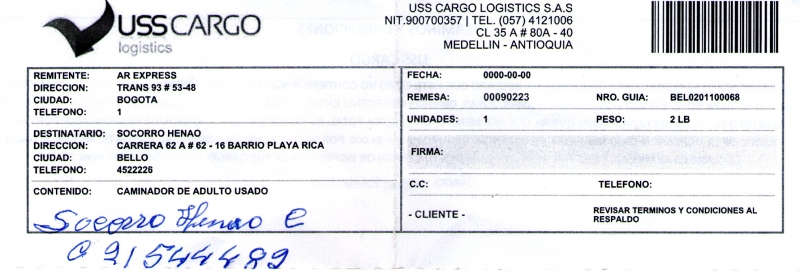 USSCARGO
logistics
USS CARGO LOGISTICS S.A.S
NIT.900700357 | TEL. (057) 4121006
CL 35 A # 80A - 40
MEDELLIN - ANTIOQUIA
REMITENTE: AR EXPRESS
DIRECCION: TRANS 93 # 53-48
CIUDAD: BOGOTA
TELEFONO: 1
DESTINATARIO: SOCORRO HENAO
DIRECCION: CARRERA 62 A # 62 - 16 BARRIO PLAYA RICA
CIUDAD: BELLO
TELEFONO: 4522226
CONTENIDO: CAMINADOR DE ADULTO USADO
FECHA: 0000-00-00
REMESA: 00090223 NRO. GUIA: BEL0201100068
UNIDADES: 1 PESO: 2 LB
FIRMA:
C.C: TELEFONO:
- CLIENTE - REVISAR TERMINOS Y CONDICIONES AL
RESPALDO
Socorro Henao C
C 21544489